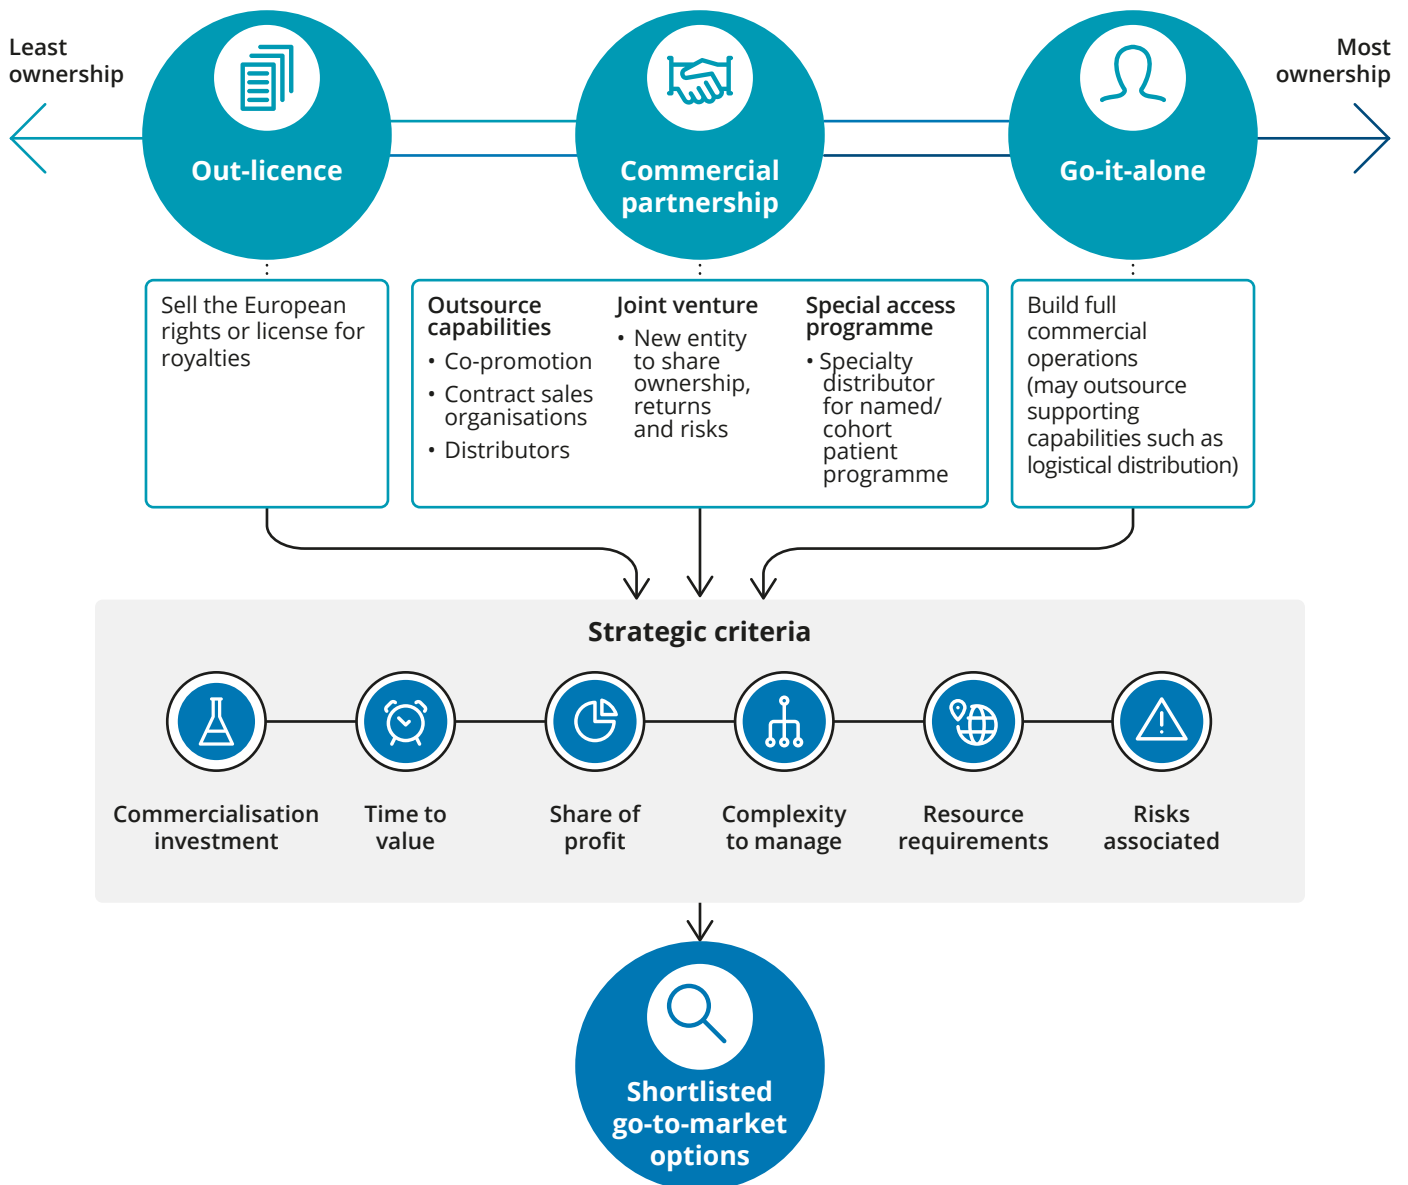 Least
ownership
Most
ownership
Out-licence
Commercial
partnership
Go-it-alone
Sell the European
rights or license for
royalties
Outsource
capabilities
• Co-promotion
• Contract sales
organisations
• Distributors
Joint venture
• New entity
to share
ownership,
returns
and risks
Special access
programme
• Specialty
distributor
for named/
cohort
patient
programme
Build full
commercial
operations
(may outsource
supporting
capabilities such as
logistical distribution)
Strategic criteria
Commercialisation
investment
Time to
value
Share of
profit
Complexity
to manage
Resource
requirements
Risks
associated
Shortlisted
go-to-market
options